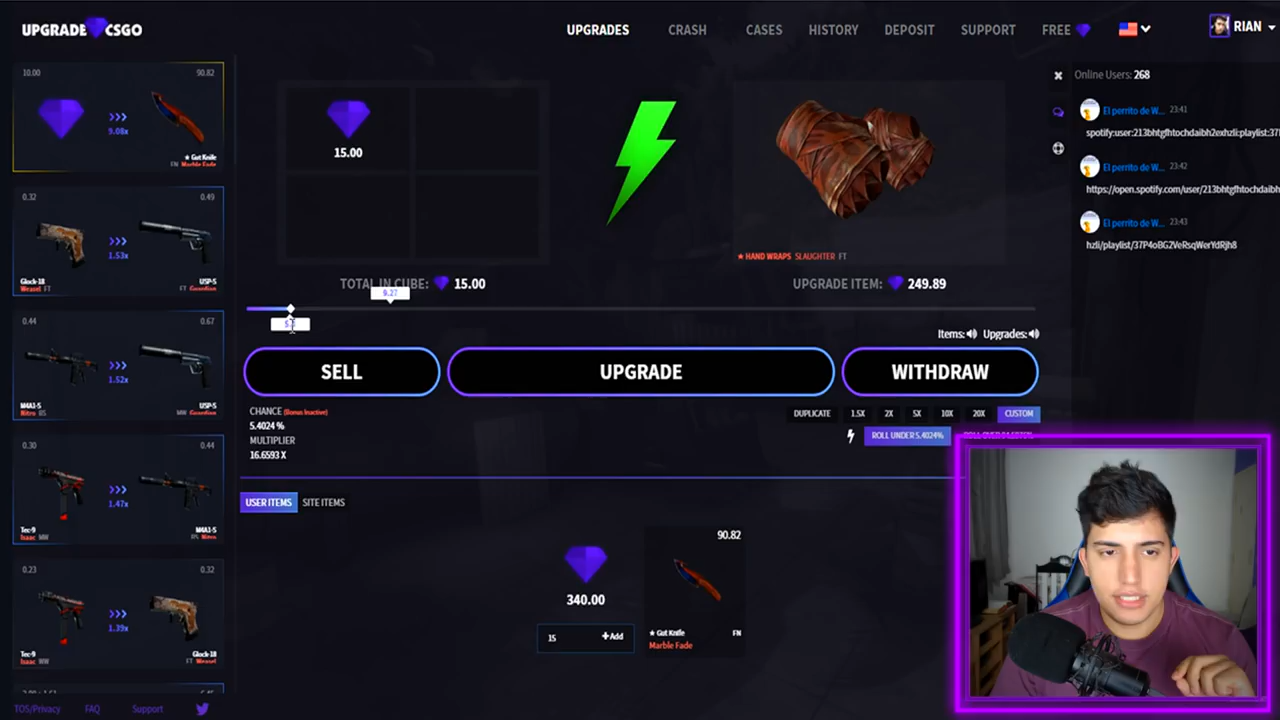 UPGRADE CSGO
UPGRADES CRASH CASES HISTORY DEPOSIT SUPPORT FREE
RIAN
10.00 90.82
9.08x
★ Gut Knife
FN Marble Fade
0.32 0.49
1.53x
Glock-18 USP-S
Weasel FT FT Guardian
0.44 0.67
1.52x
M4A1-S USP-S
Nitro MW Guardian
0.30 0.44
1.47x
Tec-9 M4A1-S
Isaac MW Nitro
0.23 0.32
1.39x
Tec-9 Glock-18
Isaac MW FT Weasel
TOS/Privacy FAQ Support
15.00
★ HAND WRAPS SLAUGHTER FT
TOTAL IN CUBE: 15.00
UPGRADE ITEM: 249.89
Items: Upgrades:
SELL UPGRADE WITHDRAW
CHANCE (Bonus Inactive)
5.4024 %
MULTIPLIER
16.6593 X
DUPLICATE 1.5X 2X 5X 10X 20X CUSTOM
ROLL UNDER 5.4024%
USER ITEMS SITE ITEMS
340.00
15 +Add
90.82
★ Gut Knife FN
Marble Fade
Online Users: 268
El perrito de W... 23:41
El perrito de W... 23:42
https://open.spotify.com/user/213bhtgfhtochdaibh
El perrito de W... 23:43
hzli/playlist/37P4oBG2VeRsqWerYdRjh8